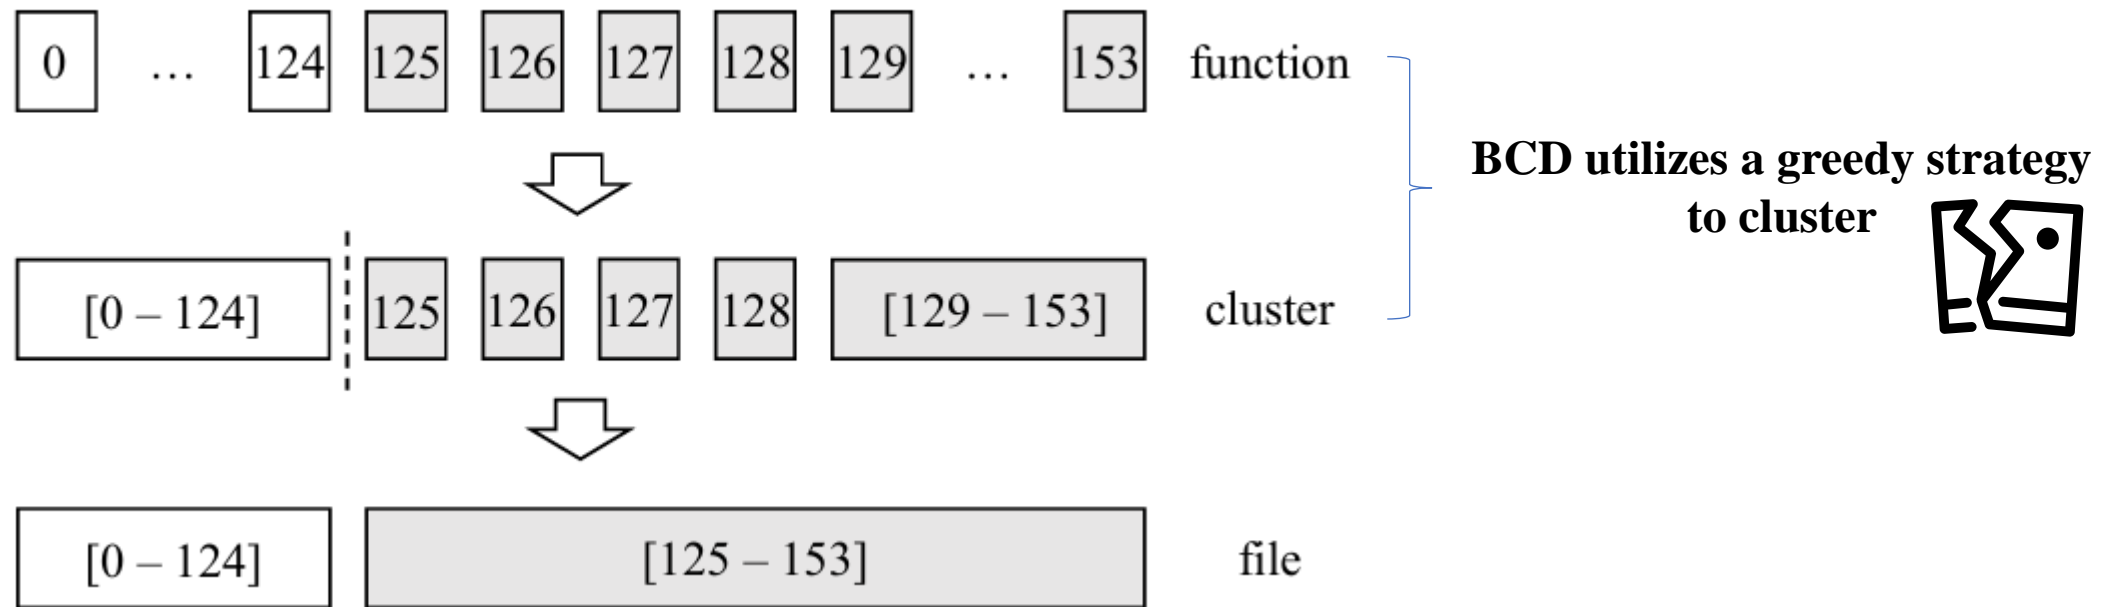 0 … 124 125 126 127 128 129 … 153 function
BCD utilizes a greedy strategy
to cluster
[0 – 124] 125 126 127 128 [129 – 153] cluster
[0 – 124] [125 – 153] file